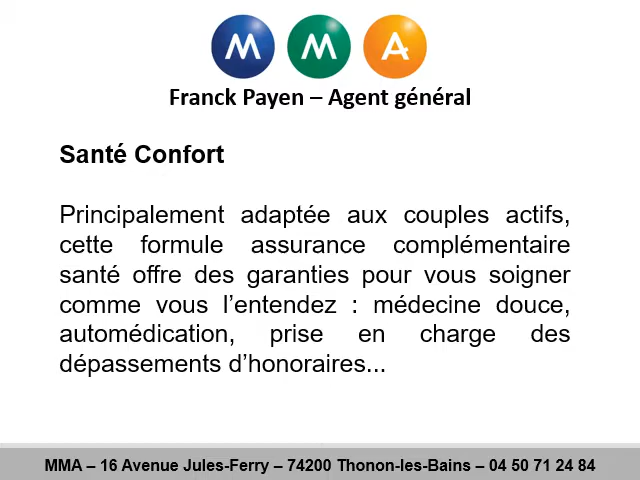 MMA
Franck Payen – Agent général
Santé Confort
Principalement adaptée aux couples actifs,
cette formule assurance complémentaire
santé offre des garanties pour vous soigner
comme vous l’entendez : médecine douce,
automédication, prise en charge des
dépassements d’honoraires...
MMA – 16 Avenue Jules-Ferry – 74200 Thonon-les-Bains – 04 50 71 24 84